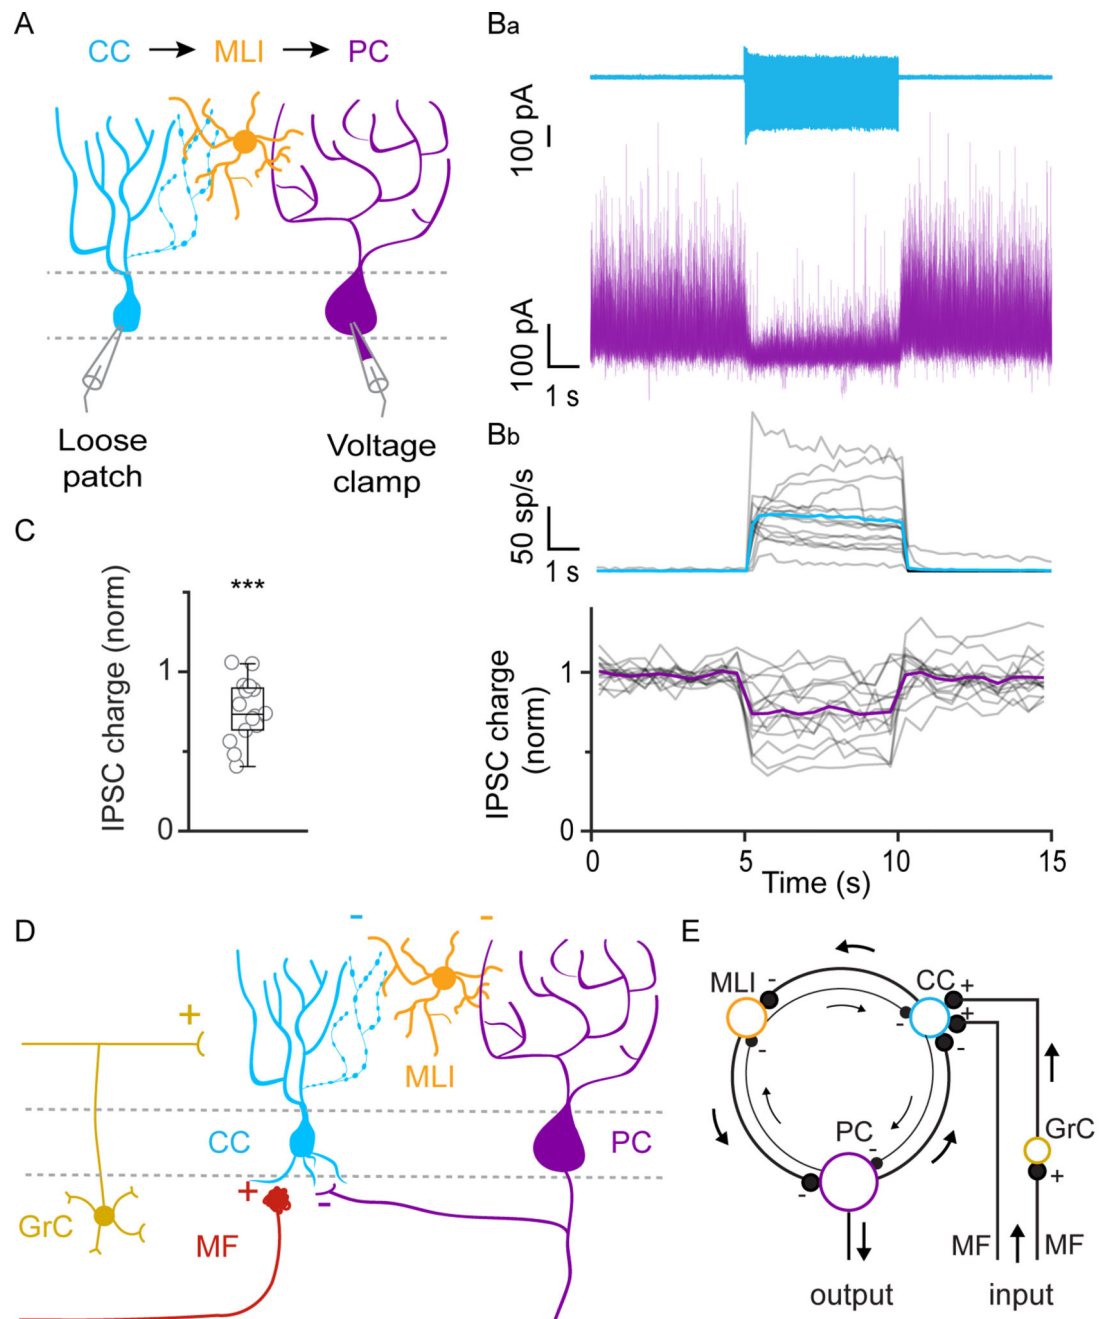 A
CC → MLI → PC
Loose
patch
Voltage
clamp
Ba
100 pA
100 pA
1 s
Bb
50 sp/s
1 s
IPSC charge
(norm)
1
0
0 5 10 15
Time (s)
C
IPSC charge (norm)
***
1
0
D
- -
+
MLI
CC
PC
+
-
GrC
MF
E
MLI
-
CC
+
+
-
-
-
PC
-
-
GrC
+
MF
MF
output
input